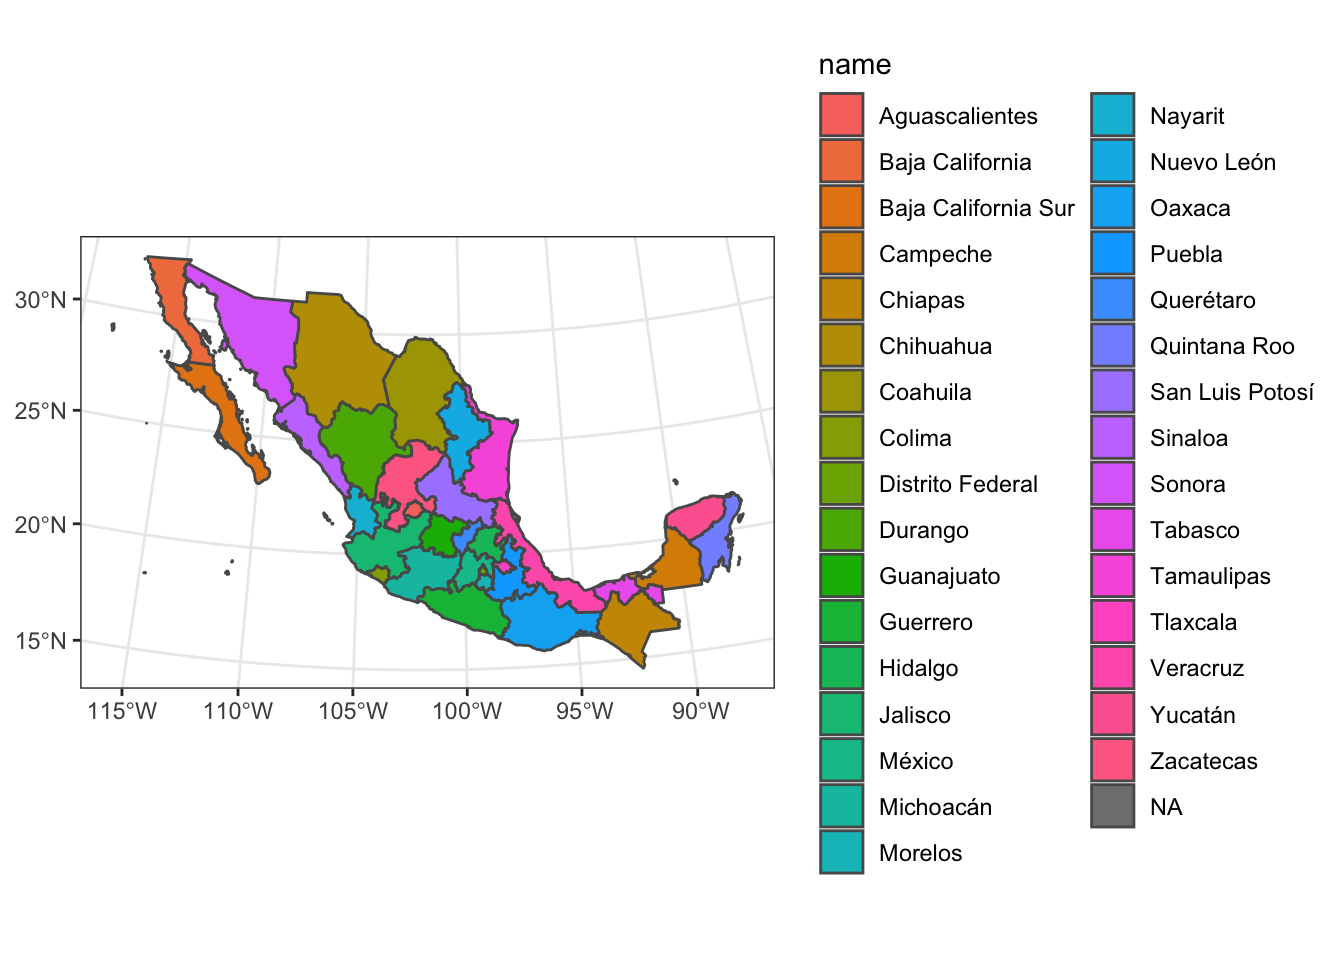 name
Aguascalientes
Baja California
Baja California Sur
Campeche
Chiapas
Chihuahua
Coahuila
Colima
Distrito Federal
Durango
Guanajuato
Guerrero
Hidalgo
Jalisco
México
Michoacán
Morelos
Nayarit
Nuevo León
Oaxaca
Puebla
Querétaro
Quintana Roo
San Luis Potosí
Sinaloa
Sonora
Tabasco
Tamaulipas
Tlaxcala
Veracruz
Yucatán
Zacatecas
NA
30°N
25°N
20°N
15°N
115°W 110°W 105°W 100°W 95°W 90°W